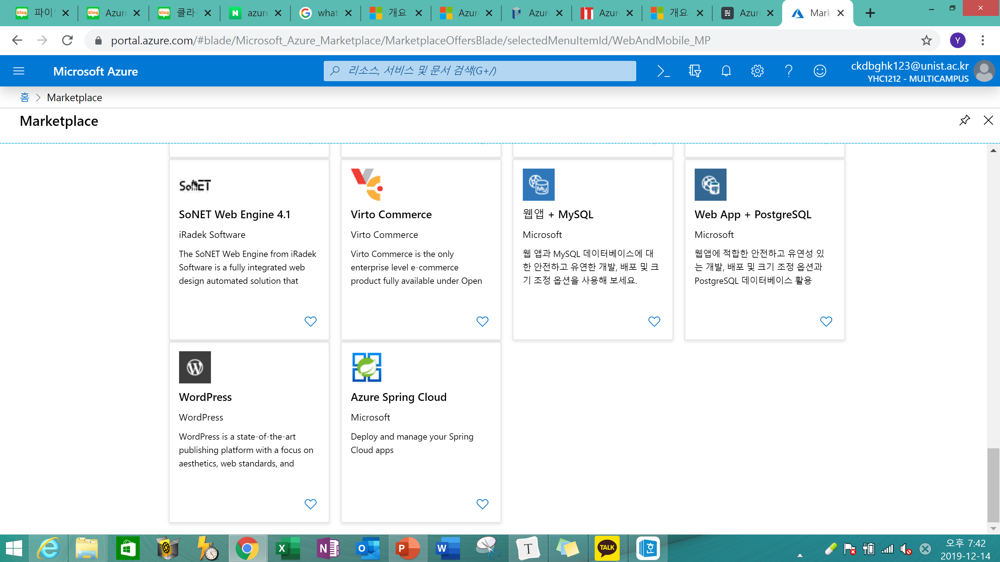 파이
Azure
클라
azure
what
개요
Azur
Azur
Azur
개요
Azur
Mark
portal.azure.com/#blade/Microsoft_Azure_Marketplace/MarketplaceOffersBlade/selectedMenuItemId/WebAndMobile_MP
Y
Microsoft Azure
리소스, 서비스 및 문서 검색(G+/)
ckdbghk123@unist.ac.kr
YHC1212 - MULTICAMPUS
홈 > Marketplace
Marketplace
SoNET
SoNET Web Engine 4.1
iRadek Software
The SoNET Web Engine from iRadek
Software is a fully integrated web
design automated solution that
Virto Commerce
Virto Commerce
Virto Commerce is the only
enterprise level e-commerce
product fully available under Open
My
웹앱 + MySQL
Microsoft
웹 앱과 MySQL 데이터베이스에 대
한 안전하고 유연한 개발, 배포 및 크
기 조정 옵션을 사용해 보세요.
Web App + PostgreSQL
Microsoft
웹앱에 적합한 안전하고 유연성 있
는 개발, 배포 및 크기 조정 옵션과
PostgreSQL 데이터베이스 활용
WordPress
WordPress
WordPress is a state-of-the-art
publishing platform with a focus on
aesthetics, web standards, and
Azure Spring Cloud
Microsoft
Deploy and manage your Spring
Cloud apps
TALK
오후 7:42
2019-12-14